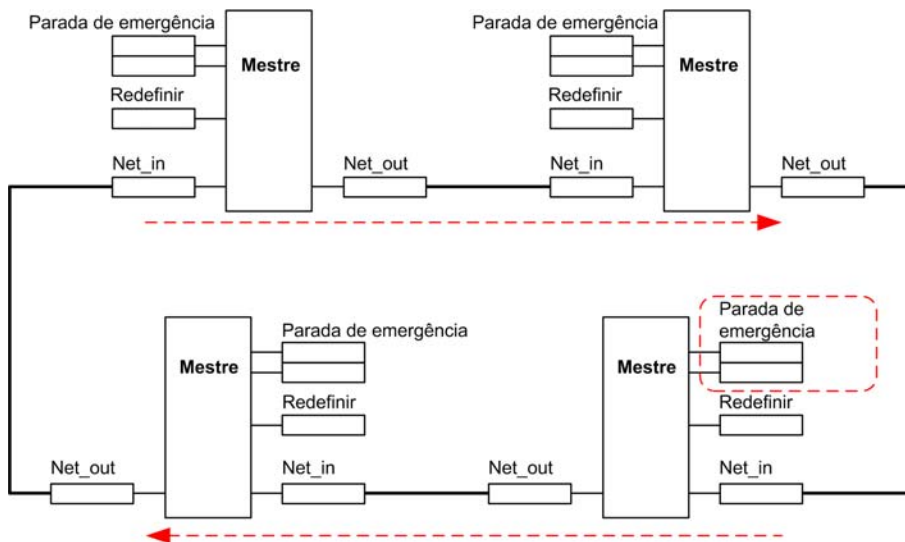 Parada de emergência
Mestre
Redefinir
Net_in
Net_out
Parada de emergência
Mestre
Redefinir
Net_in
Net_out
Mestre
Parada de emergência
Redefinir
Net_out
Net_in
Mestre
Parada de
emergência
Redefinir
Net_out
Net_in